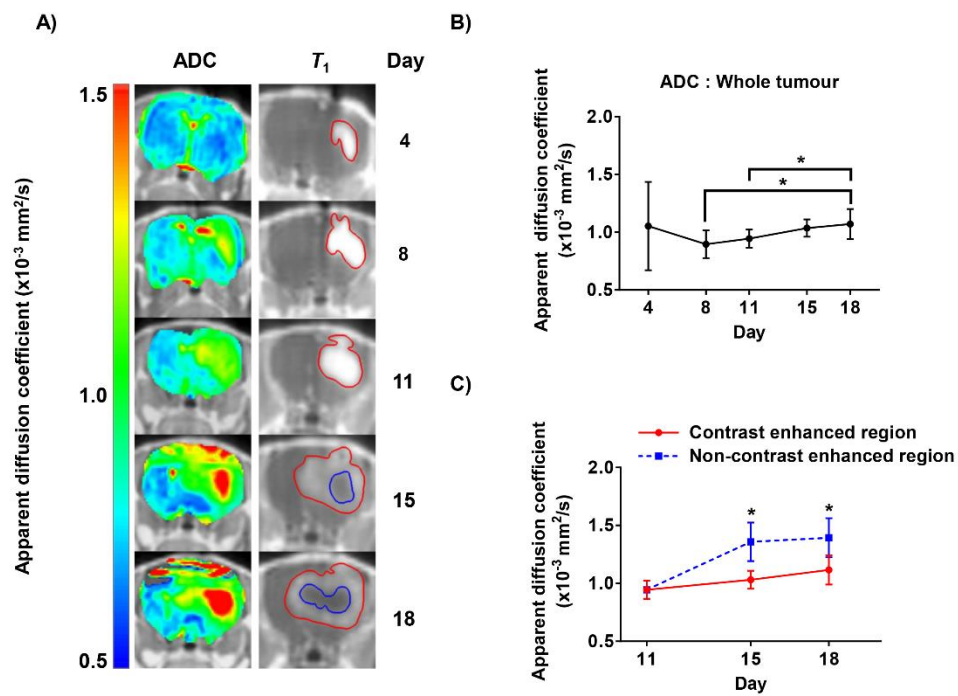 A)
ADC T₁ Day
Apparent diffusion coefficient (x10⁻³ mm²/s)
1.5
1.0
0.5
4
8
11
15
18
B)
ADC : Whole tumour
Apparent diffusion coefficient
(x10⁻³ mm²/s)
2.0
1.5
1.0
0.5
*
*
4 8 11 15 18
Day
C)
Contrast enhanced region
Non-contrast enhanced region
Apparent diffusion coefficient
(x10⁻³ mm²/s)
2.0
1.5
1.0
0.5
* *
11 15 18
Day